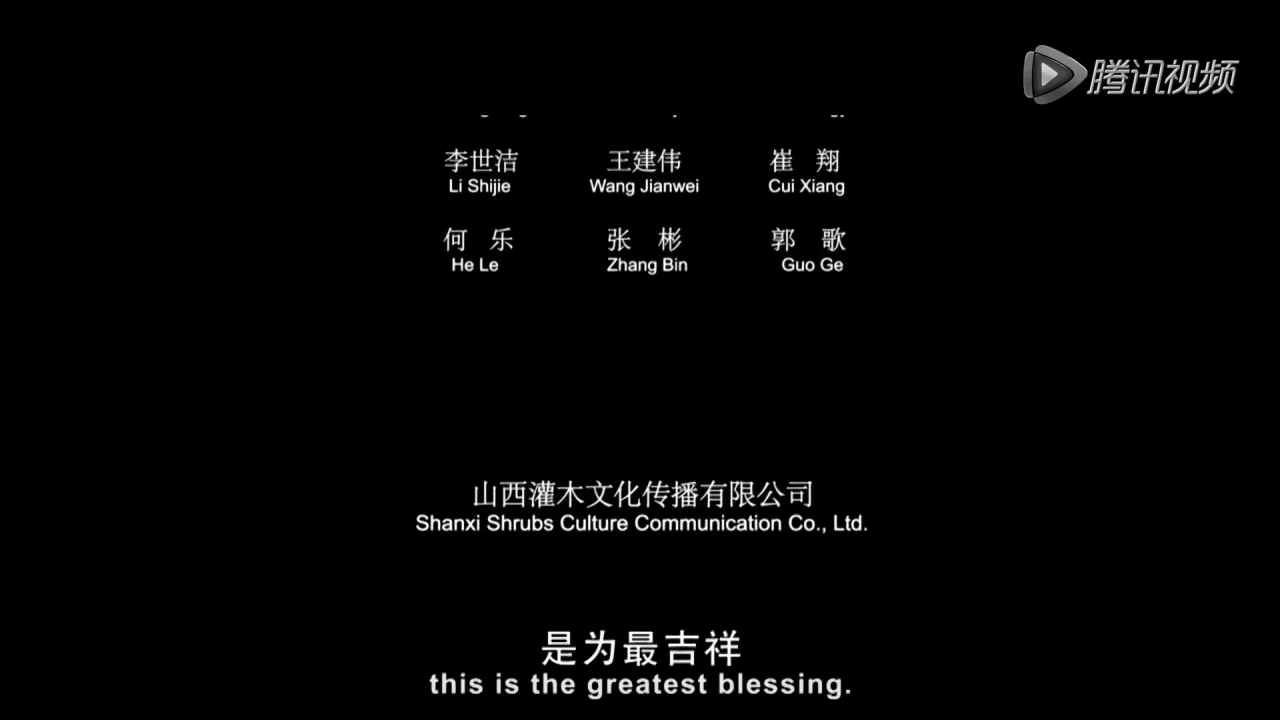 腾讯视频
李世洁 王建伟 崔 翔
Li Shijie Wang Jianwei Cui Xiang
何 乐 张 彬 郭 歌
He Le Zhang Bin Guo Ge
山西灌木文化传播有限公司
Shanxi Shrubs Culture Communication Co., Ltd.
是为最吉祥
this is the greatest blessing.